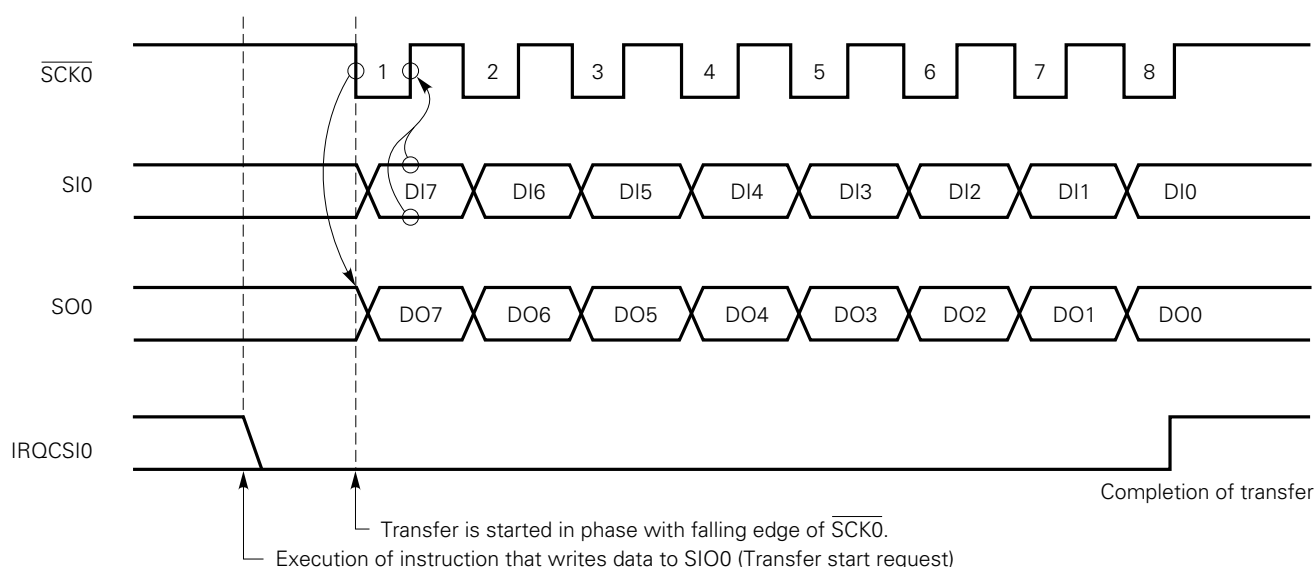 SCK0 1 2 3 4 5 6 7 8
SI0 DI7 DI6 DI5 DI4 DI3 DI2 DI1 DI0
SO0 DO7 DO6 DO5 DO4 DO3 DO2 DO1 DO0
IRQCSI0
Completion of transfer
Transfer is started in phase with falling edge of SCK0.
Execution of instruction that writes data to SIO0 (Transfer start request)